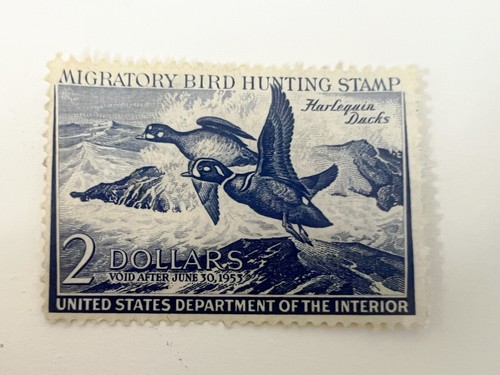 MIGRATORY BIRD HUNTING STAMP
Harlequin
Ducks
2 DOLLARS
VOID AFTER JUNE 30, 1953
UNITED STATES DEPARTMENT OF THE INTERIOR